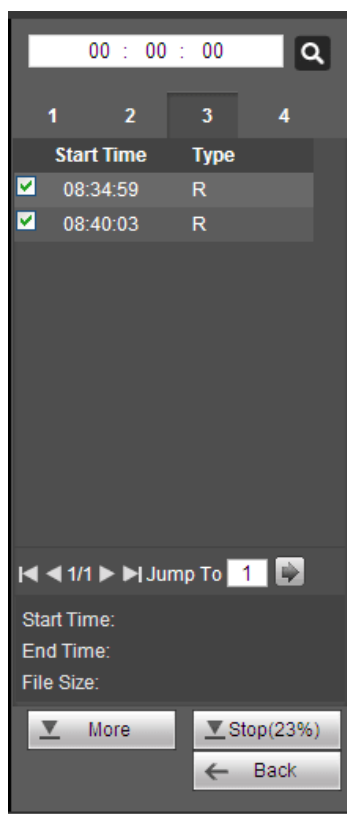 00 : 00 : 00
1 2 3 4
Start Time Type
08:34:59 R
08:40:03 R
1/1 Jump To 1
Start Time:
End Time:
File Size:
More Stop(23%)
Back